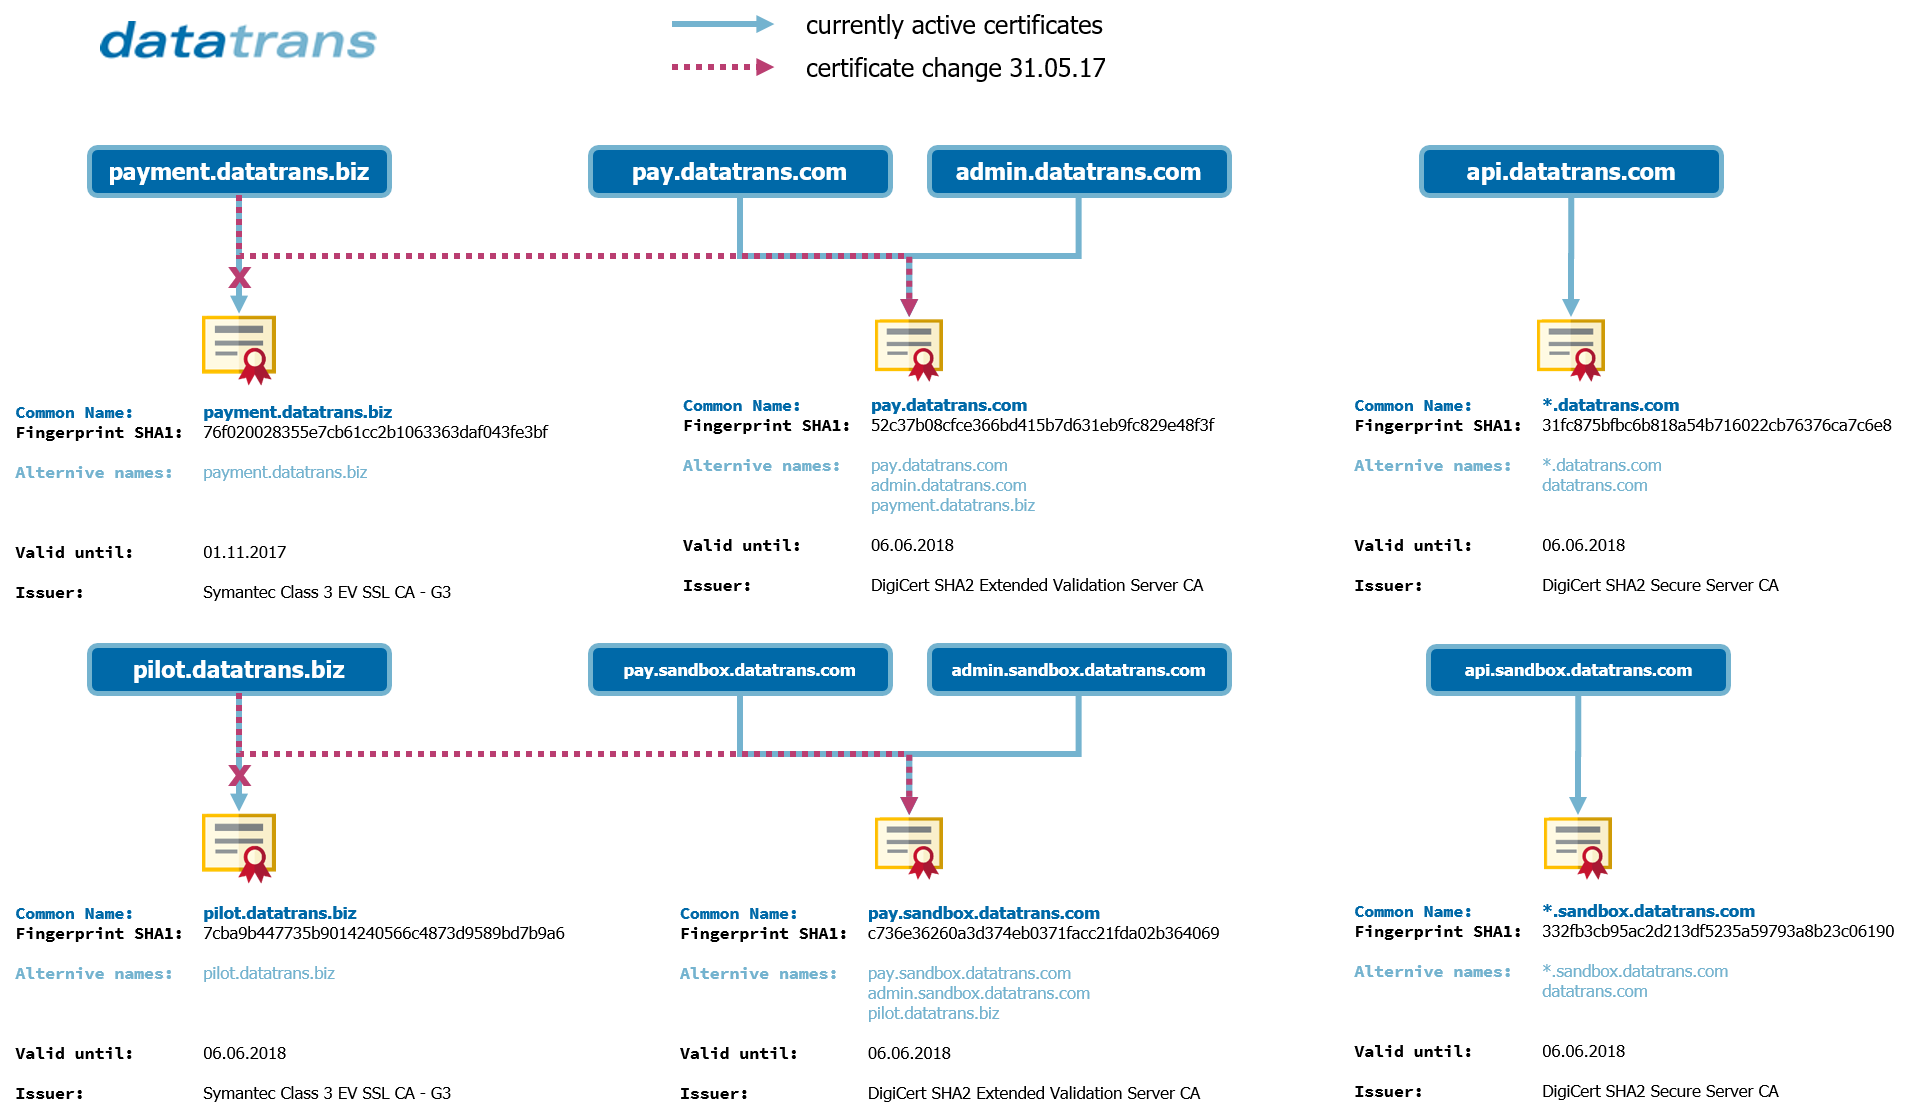 datatrans
currently active certificates
certificate change 31.05.17
payment.datatrans.biz
pay.datatrans.com
admin.datatrans.com
api.datatrans.com
X
Common Name: payment.datatrans.biz
Fingerprint SHA1: 76f020028355e7cb61cc2b1063363daf043fe3bf
Alternive names: payment.datatrans.biz
Valid until: 01.11.2017
Issuer: Symantec Class 3 EV SSL CA - G3
Common Name: pay.datatrans.com
Fingerprint SHA1: 52c37b08cfce366bd415b7d631eb9fc829e48f3f
Alternive names: pay.datatrans.com
admin.datatrans.com
payment.datatrans.biz
Valid until: 06.06.2018
Issuer: DigiCert SHA2 Extended Validation Server CA
Common Name: *.datatrans.com
Fingerprint SHA1: 31fc875bfbc6b818a54b716022cb76376ca7c6e8
Alternive names: *.datatrans.com
datatrans.com
Valid until: 06.06.2018
Issuer: DigiCert SHA2 Secure Server CA
pilot.datatrans.biz
pay.sandbox.datatrans.com
admin.sandbox.datatrans.com
api.sandbox.datatrans.com
X
Common Name: pilot.datatrans.biz
Fingerprint SHA1: 7cba9b447735b9014240566c4873d9589bd7b9a6
Alternive names: pilot.datatrans.biz
Valid until: 06.06.2018
Issuer: Symantec Class 3 EV SSL CA - G3
Common Name: pay.sandbox.datatrans.com
Fingerprint SHA1: c736e36260a3d374eb0371facc21fda02b364069
Alternive names: pay.sandbox.datatrans.com
admin.sandbox.datatrans.com
pilot.datatrans.biz
Valid until: 06.06.2018
Issuer: DigiCert SHA2 Extended Validation Server CA
Common Name: *.sandbox.datatrans.com
Fingerprint SHA1: 332fb3cb95ac2d213df5235a59793a8b23c06190
Alternive names: *.sandbox.datatrans.com
datatrans.com
Valid until: 06.06.2018
Issuer: DigiCert SHA2 Secure Server CA